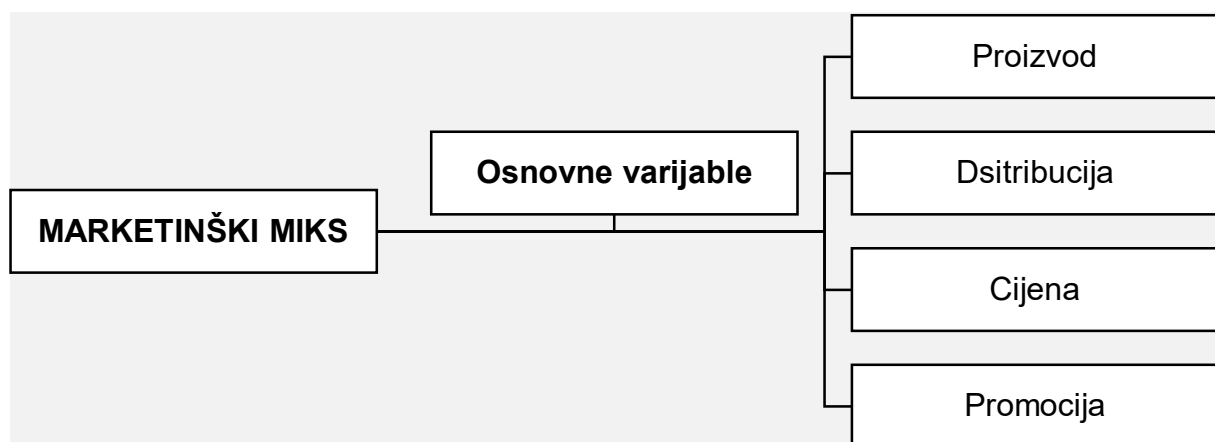 MARKETINŠKI MIKS
Osnovne varijable
Proizvod
Dsitribucija
Cijena
Promocija